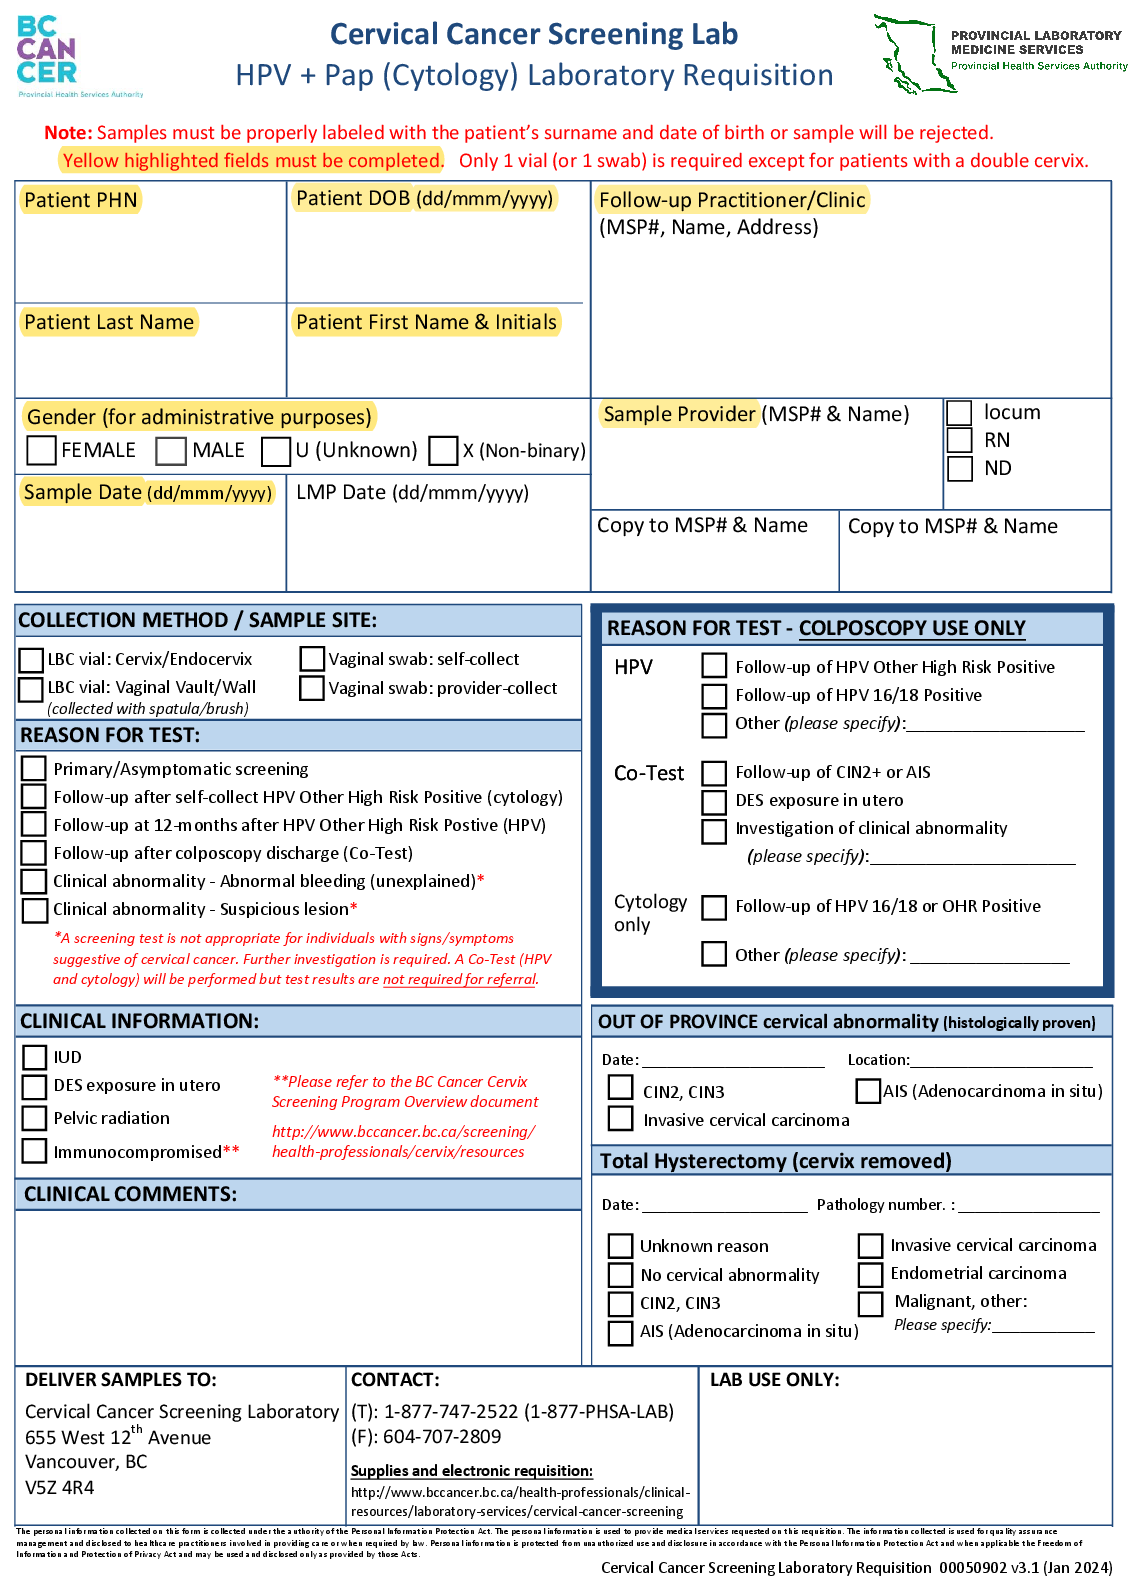 BC
CAN
CER
Provincial Health Services Authority
Cervical Cancer Screening Lab
HPV + Pap (Cytology) Laboratory Requisition
PROVINCIAL LABORATORY
MEDICINE SERVICES
Provincial Health Services Authority
Note: Samples must be properly labeled with the patient's surname and date of birth or sample will be rejected.
Yellow highlighted fields must be completed. Only 1 vial (or 1 swab) is required except for patients with a double cervix.
Patient PHN
Patient DOB (dd/mmm/yyyy)
Follow-up Practitioner/Clinic
(MSP#, Name, Address)
Patient Last Name
Patient First Name & Initials
Gender (for administrative purposes)
FEMALE MALE U (Unknown) X (Non-binary)
Sample Provider (MSP# & Name)
locum
RN
ND
Sample Date (dd/mmm/yyyy)
LMP Date (dd/mmm/yyyy)
Copy to MSP# & Name
Copy to MSP# & Name
COLLECTION METHOD / SAMPLE SITE:
LBC vial: Cervix/Endocervix
Vaginal swab: self-collect
LBC vial: Vaginal Vault/Wall
Vaginal swab: provider-collect
(collected with spatula/brush)
REASON FOR TEST:
Primary/Asymptomatic screening
Follow-up after self-collect HPV Other High Risk Positive (cytology)
Follow-up at 12-months after HPV Other High Risk Postive (HPV)
Follow-up after colposcopy discharge (Co-Test)
Clinical abnormality - Abnormal bleeding (unexplained)*
Clinical abnormality - Suspicious lesion*
*A screening test is not appropriate for individuals with signs/symptoms
suggestive of cervical cancer. Further investigation is required. A Co-Test (HPV
and cytology) will be performed but test results are not required for referral.
REASON FOR TEST - COLPOSCOPY USE ONLY
HPV
Follow-up of HPV Other High Risk Positive
Follow-up of HPV 16/18 Positive
Other (please specify):
Co-Test
Follow-up of CIN2+ or AIS
DES exposure in utero
Investigation of clinical abnormality
(please specify):
Cytology
only
Follow-up of HPV 16/18 or OHR Positive
Other (please specify):
CLINICAL INFORMATION:
IUD
DES exposure in utero
Pelvic radiation
Immunocompromised**
**Please refer to the BC Cancer Cervix
Screening Program Overview document
http://www.bccancer.bc.ca/screening/
health-professionals/cervix/resources
CLINICAL COMMENTS:
OUT OF PROVINCE cervical abnormality (histologically proven)
Date: Location:
CIN2, CIN3
AIS (Adenocarcinoma in situ)
Invasive cervical carcinoma
Total Hysterectomy (cervix removed)
Date: Pathology number. :
Unknown reason
Invasive cervical carcinoma
No cervical abnormality
Endometrial carcinoma
CIN2, CIN3
Malignant, other:
Please specify:
AIS (Adenocarcinoma in situ)
DELIVER SAMPLES TO:
Cervical Cancer Screening Laboratory
655 West 12th Avenue
Vancouver, BC
V5Z 4R4
CONTACT:
(T): 1-877-747-2522 (1-877-PHSA-LAB)
(F): 604-707-2809
Supplies and electronic requisition:
http://www.bccancer.bc.ca/health-professionals/clinical-
resources/laboratory-services/cervical-cancer-screening
LAB USE ONLY:
The personal information collected on this form is collected under the authority of the Personal Information Protection Act. The personal information is used to provide medical services requested on this requisition. The information collected is used for quality assurance
management and disclosed to healthcare practitioners involved in providing care or when required by law. Personal information is protected from unauthorized use and disclosure in accordance with the Personal Information Protection Act and when applicable the Freedom of
Information and Protection of Privacy Act and may be used and disclosed only as provided by those Acts.
Cervical Cancer Screening Laboratory Requisition 00050902 v3.1 (Jan 2024)